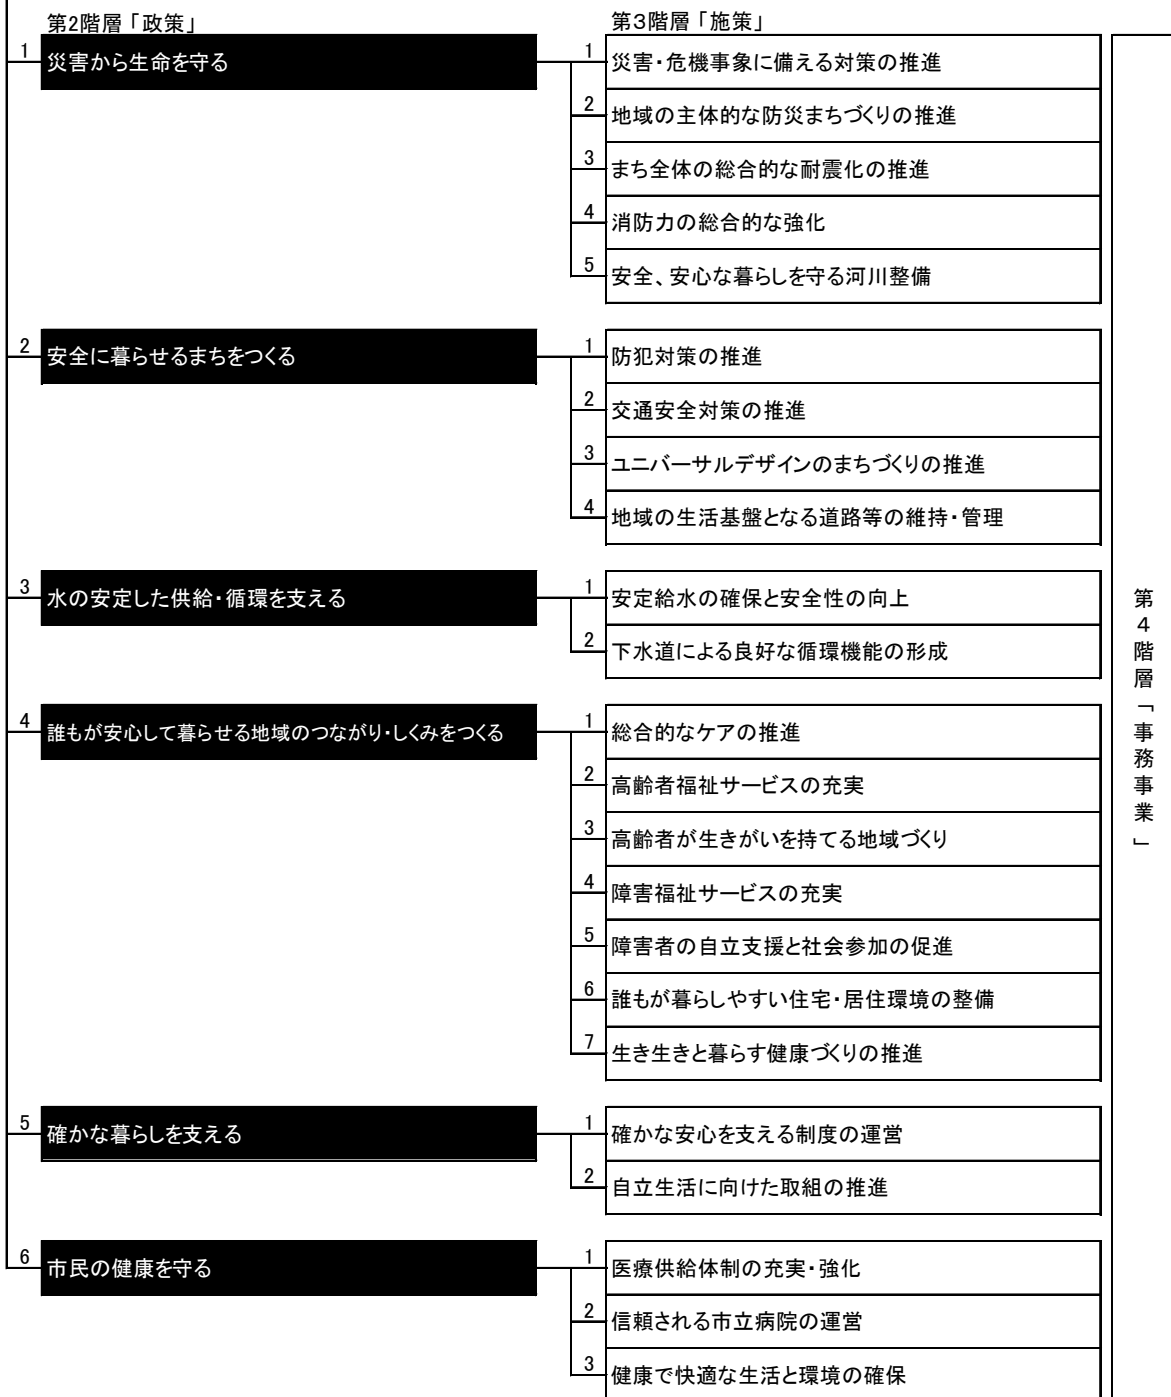 第2階層「政策」
第3階層「施策」
1
災害から生命を守る
1
災害・危機事象に備える対策の推進
2
地域の主体的な防災まちづくりの推進
3
まち全体の総合的な耐震化の推進
4
消防力の総合的な強化
5
安全、安心な暮らしを守る河川整備
2
安全に暮らせるまちをつくる
1
防犯対策の推進
2
交通安全対策の推進
3
ユニバーサルデザインのまちづくりの推進
4
地域の生活基盤となる道路等の維持・管理
3
水の安定した供給・循環を支える
1
安定給水の確保と安全性の向上
2
下水道による良好な循環機能の形成
4
誰もが安心して暮らせる地域のつながり・しくみをつくる
1
総合的なケアの推進
2
高齢者福祉サービスの充実
3
高齢者が生きがいを持てる地域づくり
4
障害福祉サービスの充実
5
障害者の自立支援と社会参加の促進
6
誰もが暮らしやすい住宅・居住環境の整備
7
生き生きと暮らす健康づくりの推進
5
確かな暮らしを支える
1
確かな安心を支える制度の運営
2
自立生活に向けた取組の推進
6
市民の健康を守る
1
医療供給体制の充実・強化
2
信頼される市立病院の運営
3
健康で快適な生活と環境の確保
第4階層「事務事業」